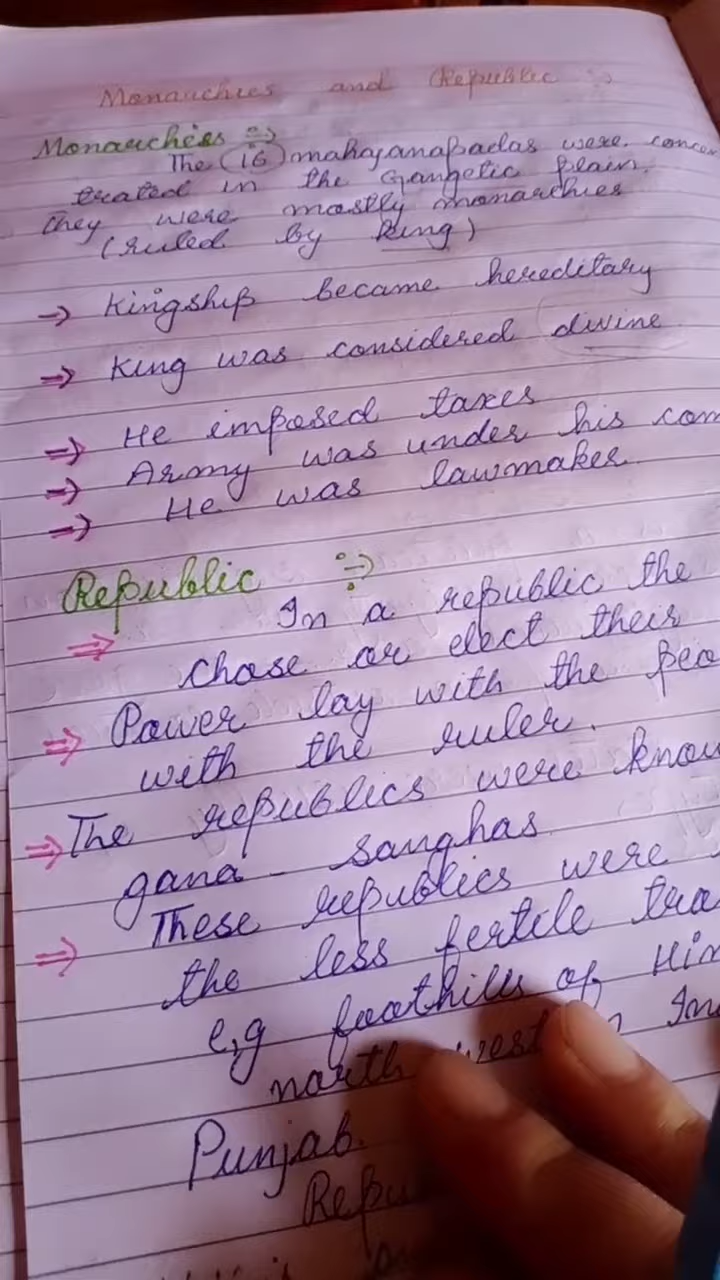 Monarchies and Republic :-
Monarchies ⇒
The (16) mahajanapadas were concen
trated in the Gangetic plain.
They were mostly monarchies
(ruled by king)
→ Kingship became hereditary
⇒ King was considered divine
⇒ He imposed taxes
⇒ Army was under his com
⇒ He was lawmaker
Republic ÷>
⇒ In a republic the
chose or elect their
⇒ Power lay with the peo
with the ruler.
⇒ The republics were know
gana - sanghas
⇒ These republics were
the less fertile tra
e,g foothills of Him
north west In
Punjab.
Repu